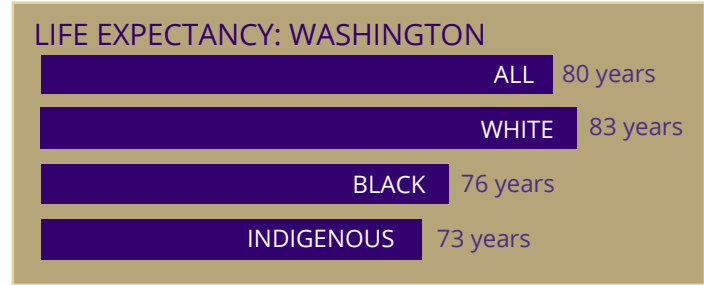 LIFE EXPECTANCY: WASHINGTON
ALL 80 years
WHITE 83 years
BLACK 76 years
INDIGENOUS 73 years